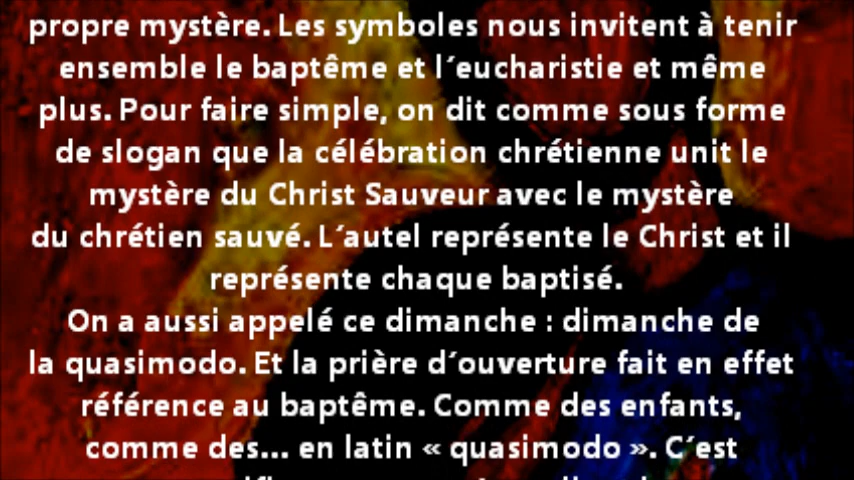 propre mystère. Les symboles nous invitent à tenir
ensemble le baptême et l´eucharistie et même
plus. Pour faire simple, on dit comme sous forme
de slogan que la célébration chrétienne unit le
mystère du Christ Sauveur avec le mystère
du chrétien sauvé. L´autel représente le Christ et il
représente chaque baptisé.
On a aussi appelé ce dimanche : dimanche de
la quasimodo. Et la prière d´ouverture fait en effet
référence au baptême. Comme des enfants,
comme des... en latin « quasimodo ». C´est